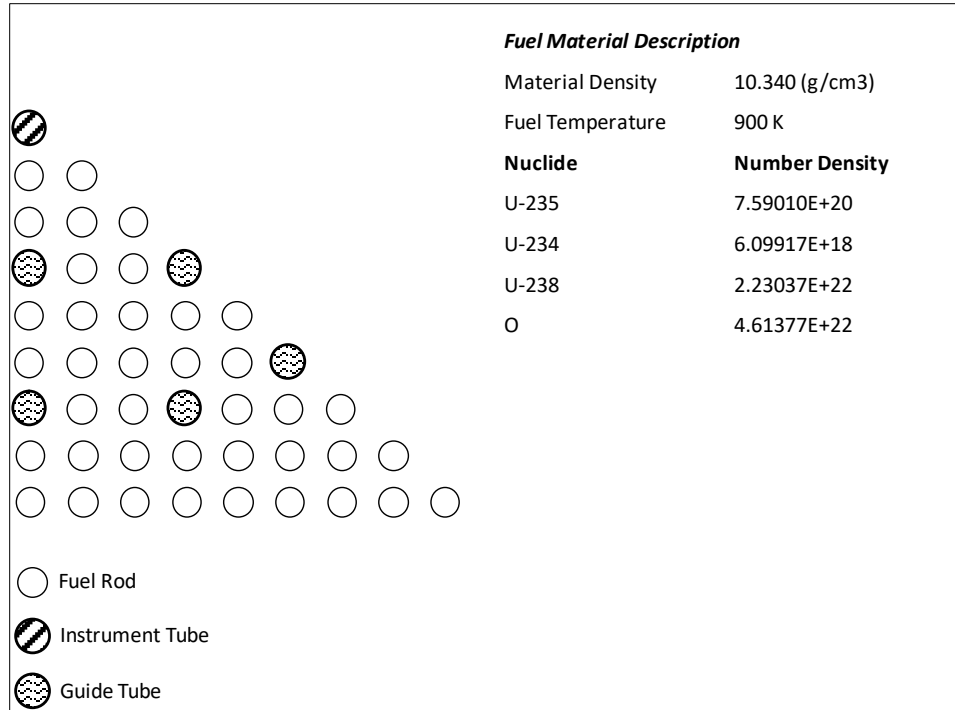 Fuel Material Description
Material Density 10.340 (g/cm3)
Fuel Temperature 900 K
Nuclide Number Density
U-235 7.59010E+20
U-234 6.09917E+18
U-238 2.23037E+22
O 4.61377E+22
Fuel Rod
Instrument Tube
Guide Tube